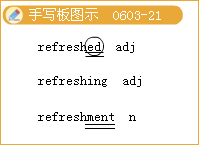 手写板图示 0603-21
refreshed adj
refreshing adj
refreshment n